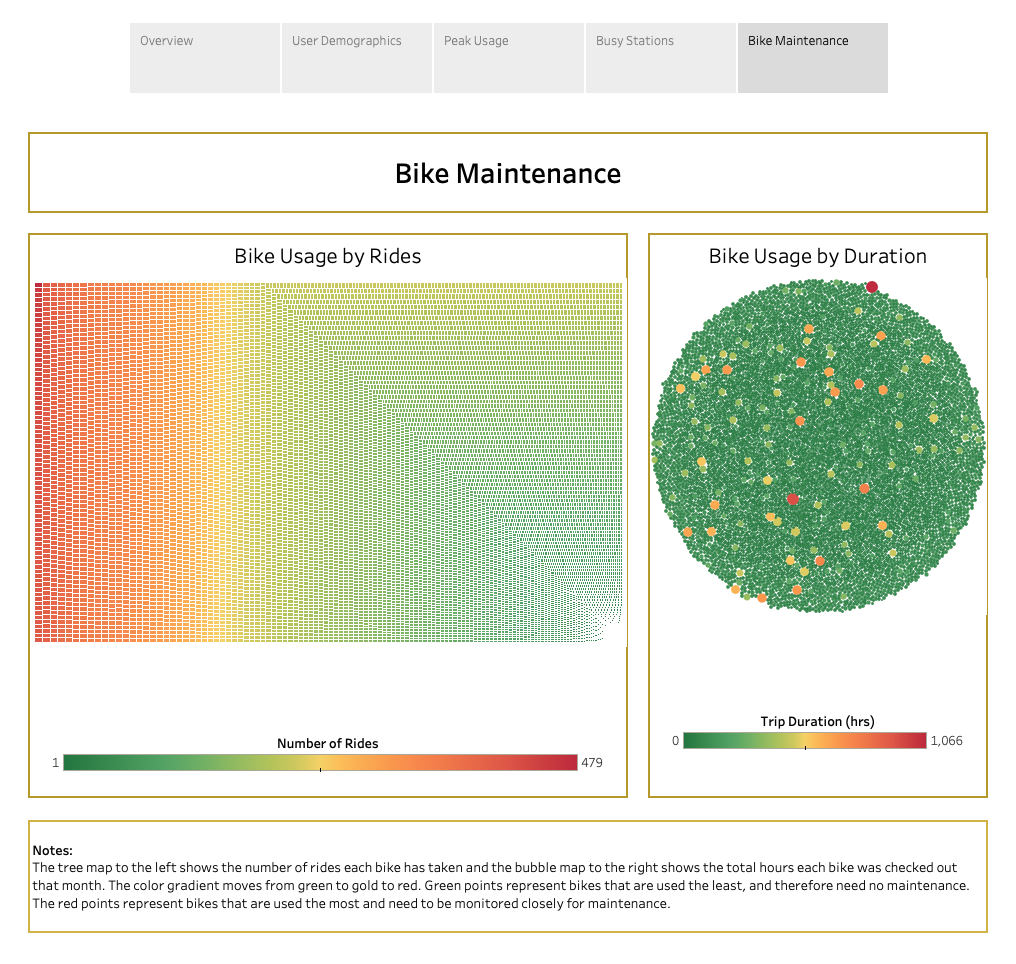 Overview
User Demographics
Peak Usage
Busy Stations
Bike Maintenance
Bike Maintenance
Bike Usage by Rides
Bike Usage by Duration
Number of Rides
1
479
Trip Duration (hrs)
0
1,066
Notes:
The tree map to the left shows the number of rides each bike has taken and the bubble map to the right shows the total hours each bike was checked out
that month. The color gradient moves from green to gold to red. Green points represent bikes that are used the least, and therefore need no maintenance.
The red points represent bikes that are used the most and need to be monitored closely for maintenance.